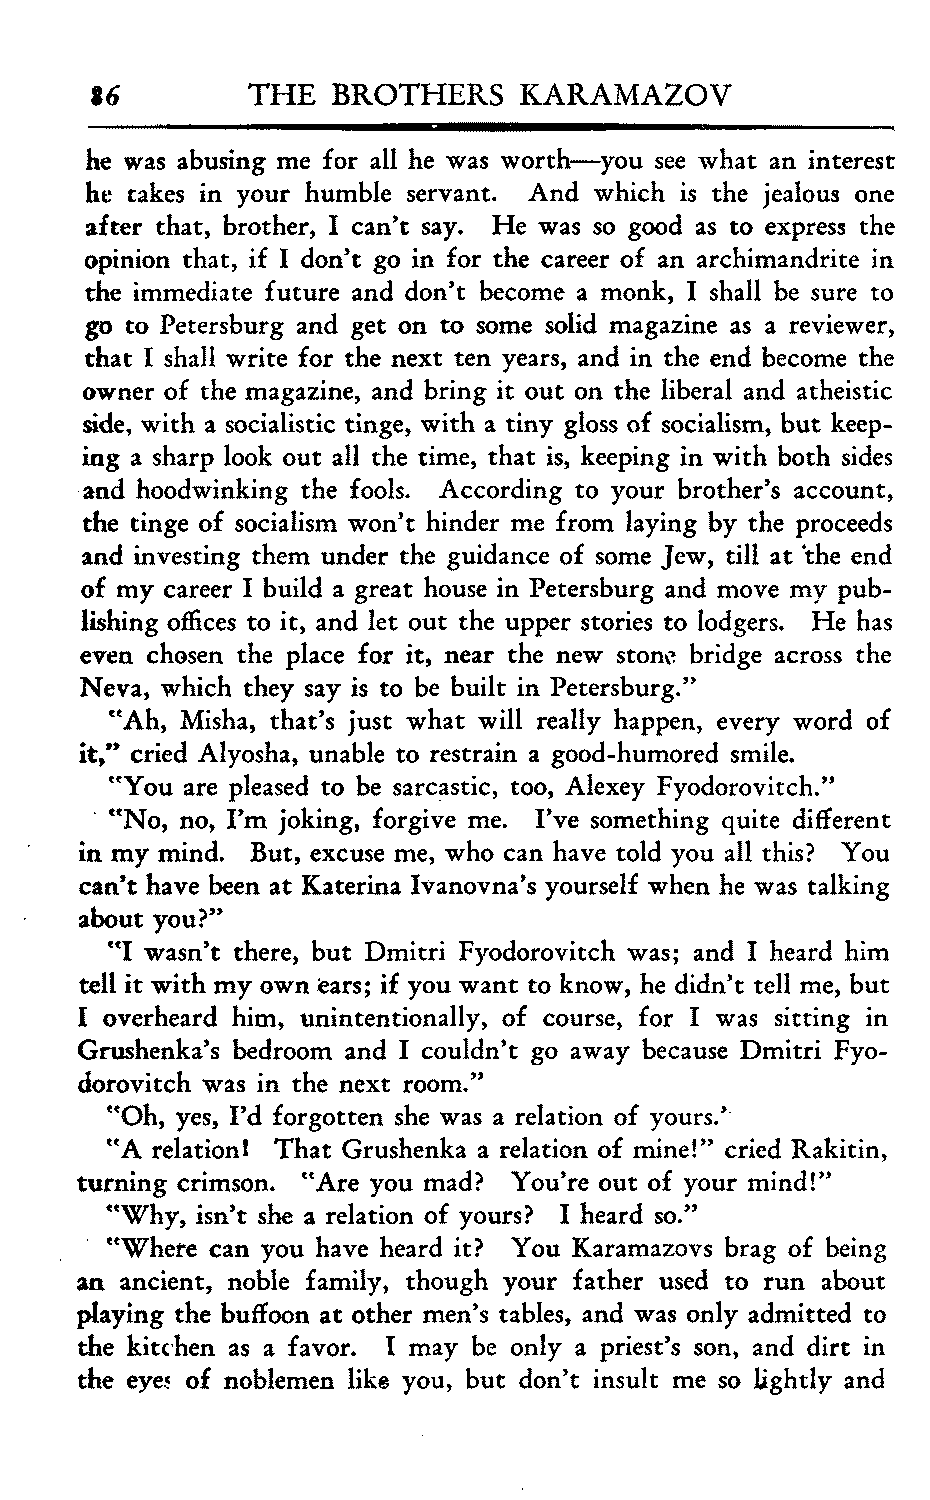 86 THE BROTHERS KARAMAZOV
he was abusing me for all he was worth—you see what an interest
he takes in your humble servant. And which is the jealous one
after that, brother, I can't say. He was so good as to express the
opinion that, if I don't go in for the career of an archimandrite in
the immediate future and don't become a monk, I shall be sure to
go to Petersburg and get on to some solid magazine as a reviewer,
that I shall write for the next ten years, and in the end become the
owner of the magazine, and bring it out on the liberal and atheistic
side, with a socialistic tinge, with a tiny gloss of socialism, but keep-
ing a sharp look out all the time, that is, keeping in with both sides
and hoodwinking the fools. According to your brother's account,
the tinge of socialism won't hinder me from laying by the proceeds
and investing them under the guidance of some Jew, till at the end
of my career I build a great house in Petersburg and move my pub-
lishing offices to it, and let out the upper stories to lodgers. He has
even chosen the place for it, near the new stone bridge across the
Neva, which they say is to be built in Petersburg."
"Ah, Misha, that's just what will really happen, every word of
it," cried Alyosha, unable to restrain a good-humored smile.
"You are pleased to be sarcastic, too, Alexey Fyodorovitch."
"No, no, I'm joking, forgive me. I've something quite different
in my mind. But, excuse me, who can have told you all this? You
can't have been at Katerina Ivanovna's yourself when he was talking
about you?"
"I wasn't there, but Dmitri Fyodorovitch was; and I heard him
tell it with my own ears; if you want to know, he didn't tell me, but
I overheard him, unintentionally, of course, for I was sitting in
Grushenka's bedroom and I couldn't go away because Dmitri Fyo-
dorovitch was in the next room."
"Oh, yes, I'd forgotten she was a relation of yours.'
"A relation! That Grushenka a relation of mine!" cried Rakitin,
turning crimson. "Are you mad? You're out of your mind!"
"Why, isn't she a relation of yours? I heard so."
"Where can you have heard it? You Karamazovs brag of being
an ancient, noble family, though your father used to run about
playing the buffoon at other men's tables, and was only admitted to
the kitchen as a favor. I may be only a priest's son, and dirt in
the eyes of noblemen like you, but don't insult me so lightly and